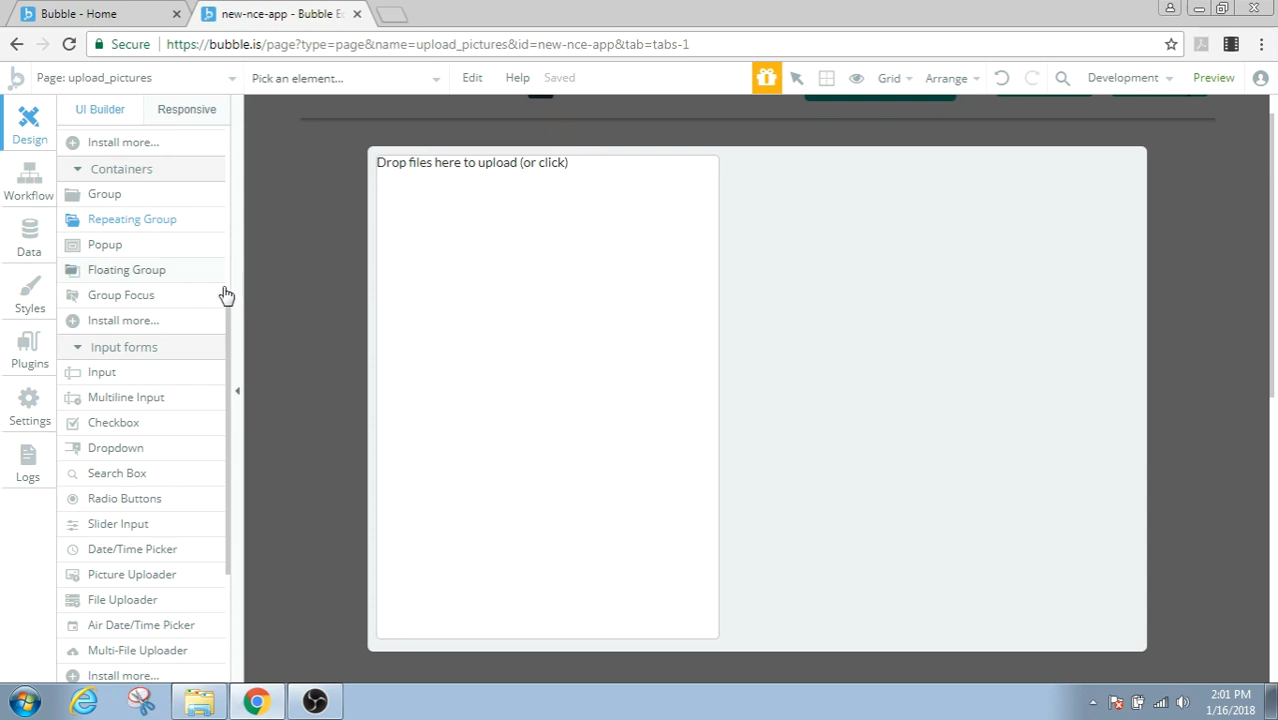 Bubble - Home
new-nce-app - Bubble Ec
Secure
https://bubble.is/page?type=page&name=upload_pictures&id=new-nce-app&tab=tabs-1
Page: upload_pictures
Pick an element...
Edit
Help
Saved
Grid
Arrange
Development
Preview
Design
Workflow
Data
Styles
Plugins
Settings
Logs
UI Builder
Responsive
Install more...
Containers
Group
Repeating Group
Popup
Floating Group
Group Focus
Install more...
Input forms
Input
Multiline Input
Checkbox
Dropdown
Search Box
Radio Buttons
Slider Input
Date/Time Picker
Picture Uploader
File Uploader
Air Date/Time Picker
Multi-File Uploader
Install more...
Drop files here to upload (or click)
2:01 PM
1/16/2018